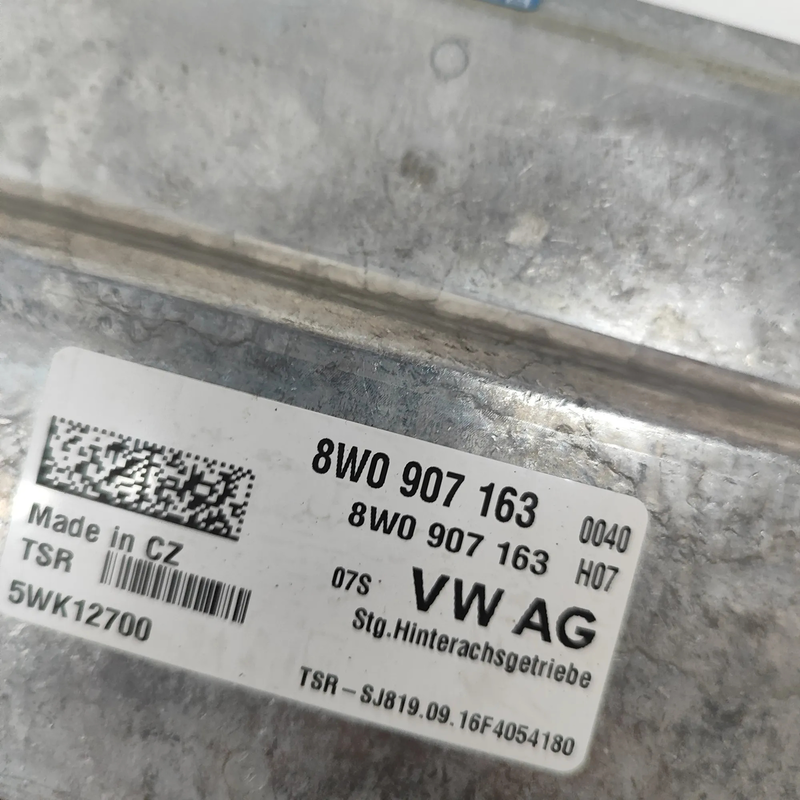 8W0 907 163 0040
8W0 907 163 H07
Made in CZ
TSR
07S VW AG
5WK12700
Stg.Hinterachsgetriebe
TSR-SJ819.09.16F4054180